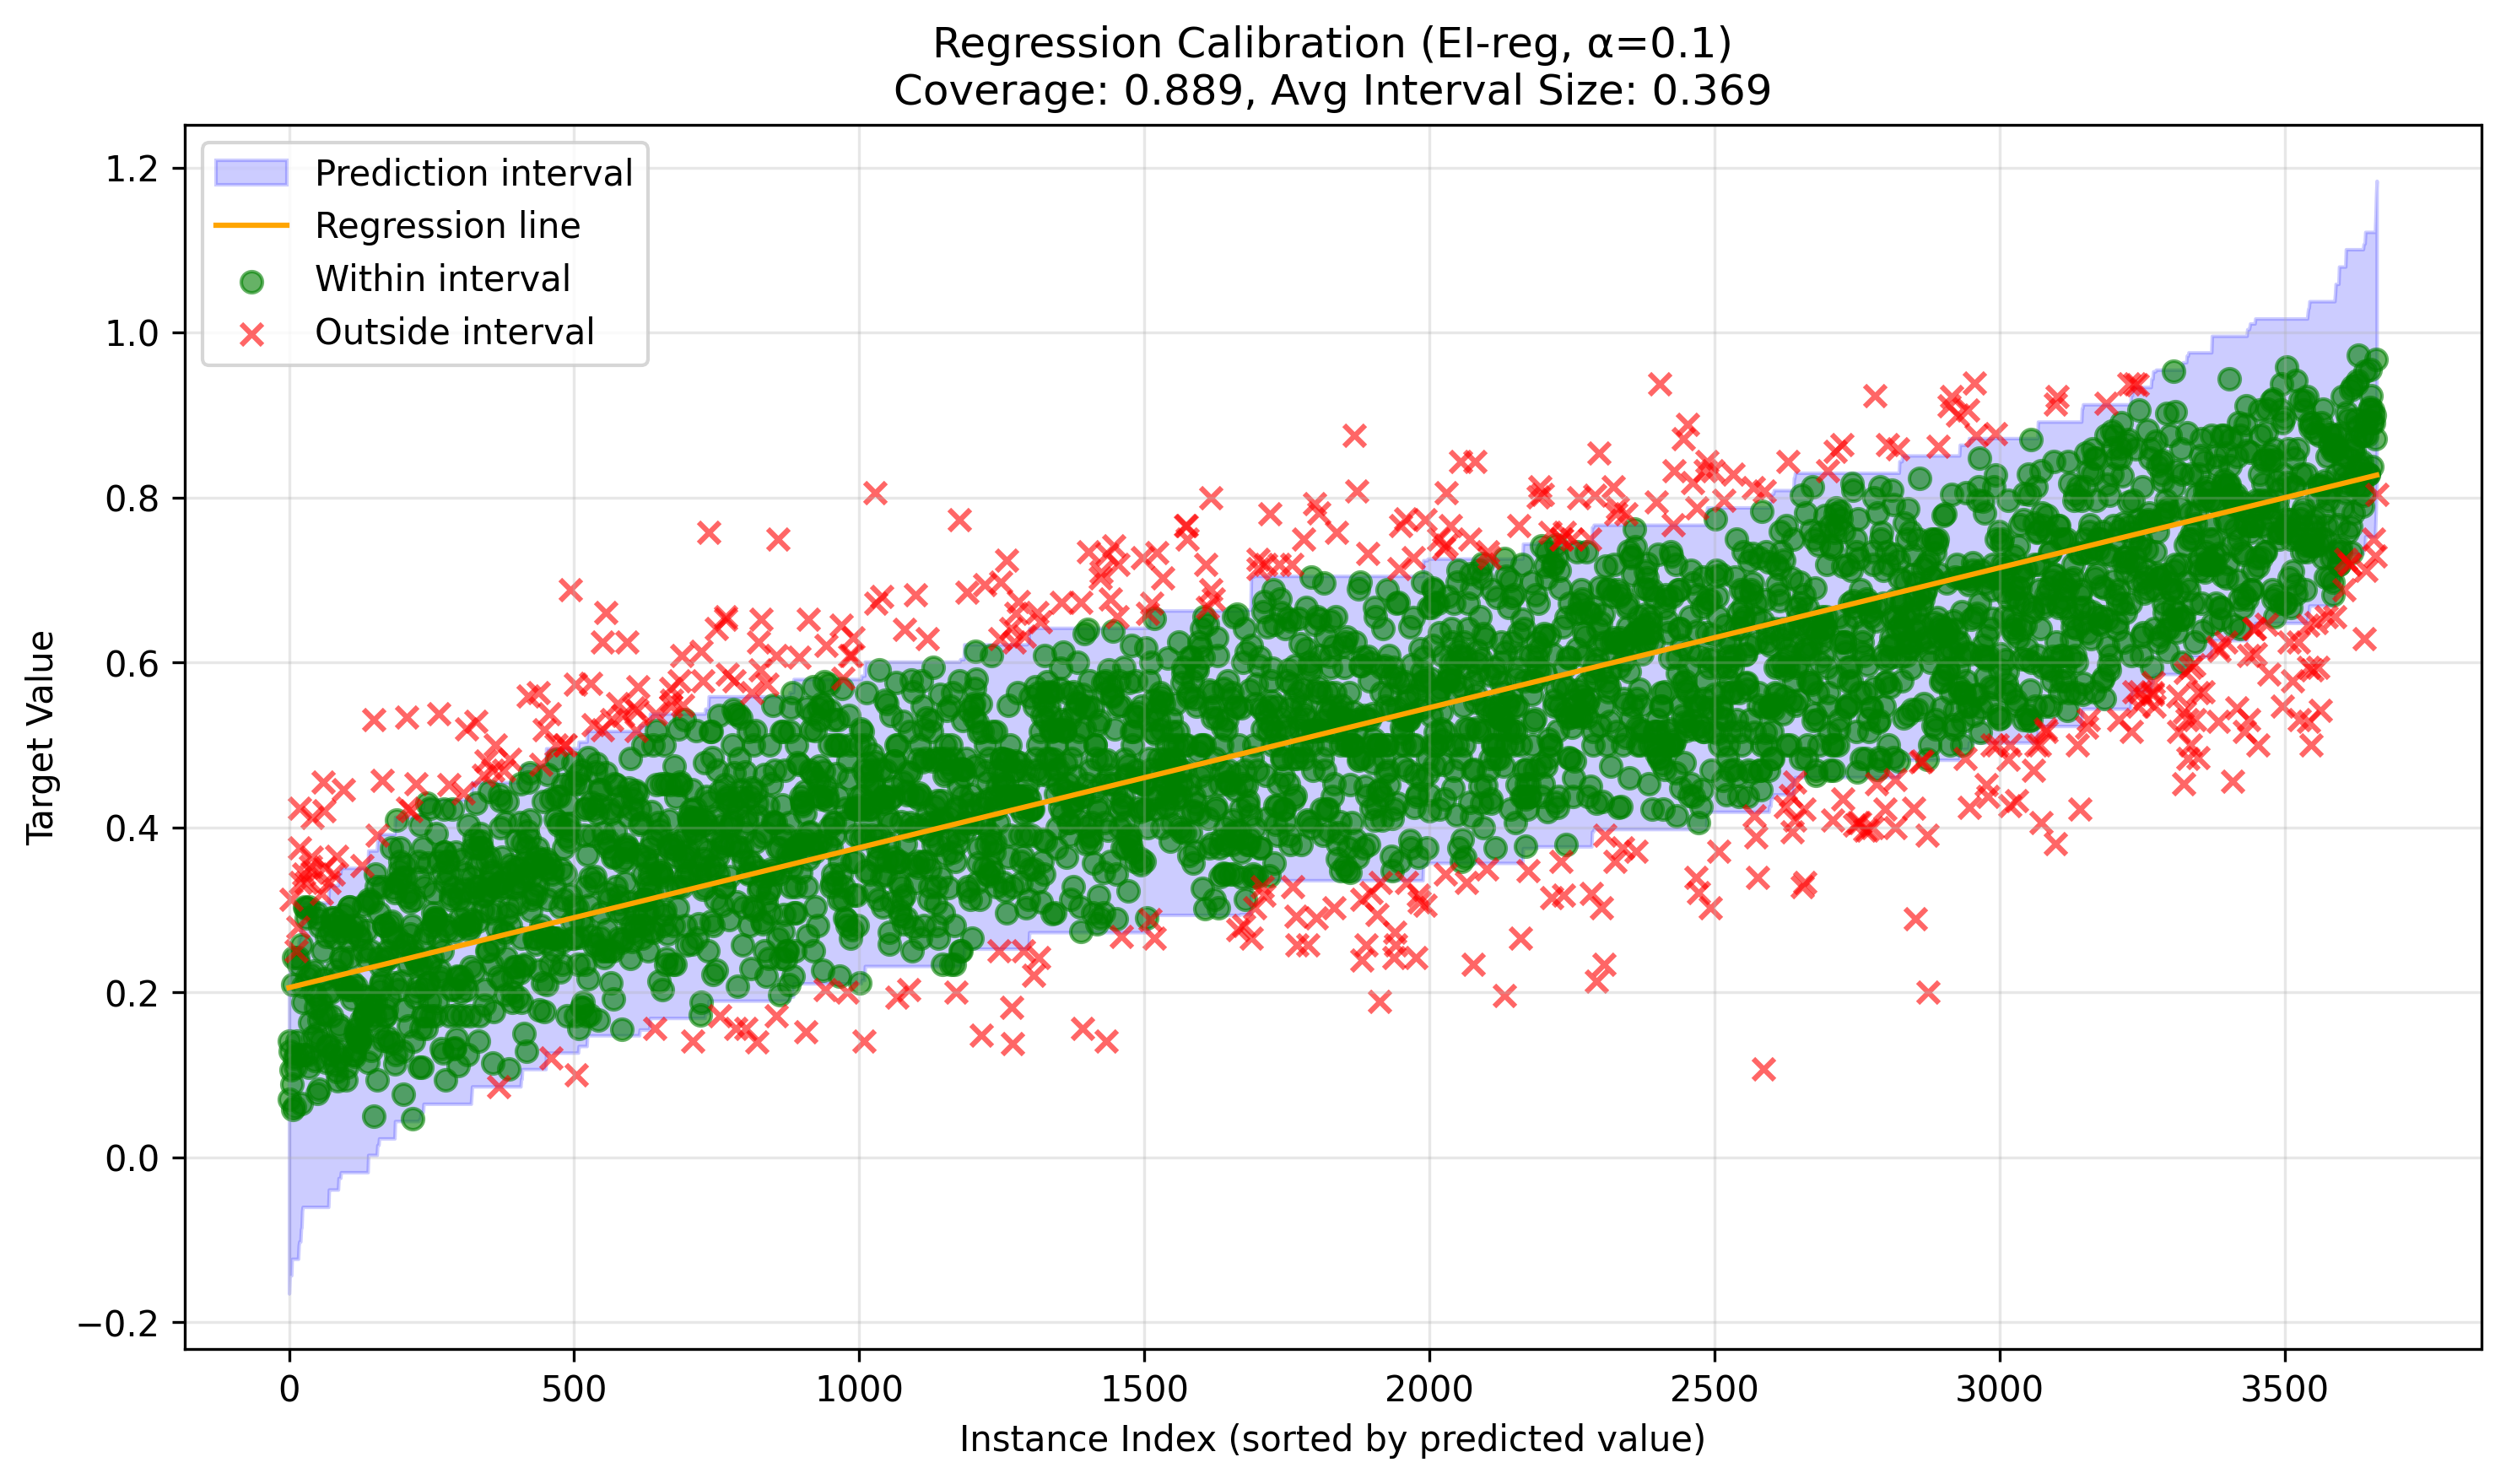 Regression Calibration (EI-reg, α=0.1)
Coverage: 0.889, Avg Interval Size: 0.369
Prediction interval
Regression line
Within interval
Outside interval
Target Value
1.2
1.0
0.8
0.6
0.4
0.2
0.0
−0.2
0
500
1000
1500
2000
2500
3000
3500
Instance Index (sorted by predicted value)